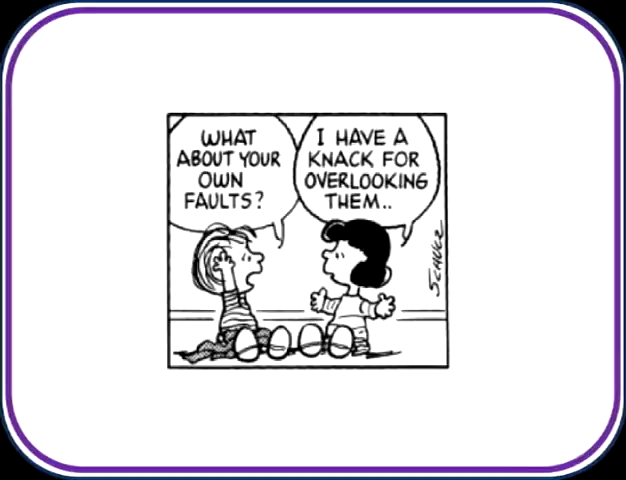 WHAT
ABOUT YOUR
OWN
FAULTS?
I HAVE A
KNACK FOR
OVERLOOKING
THEM..
SCHULZ